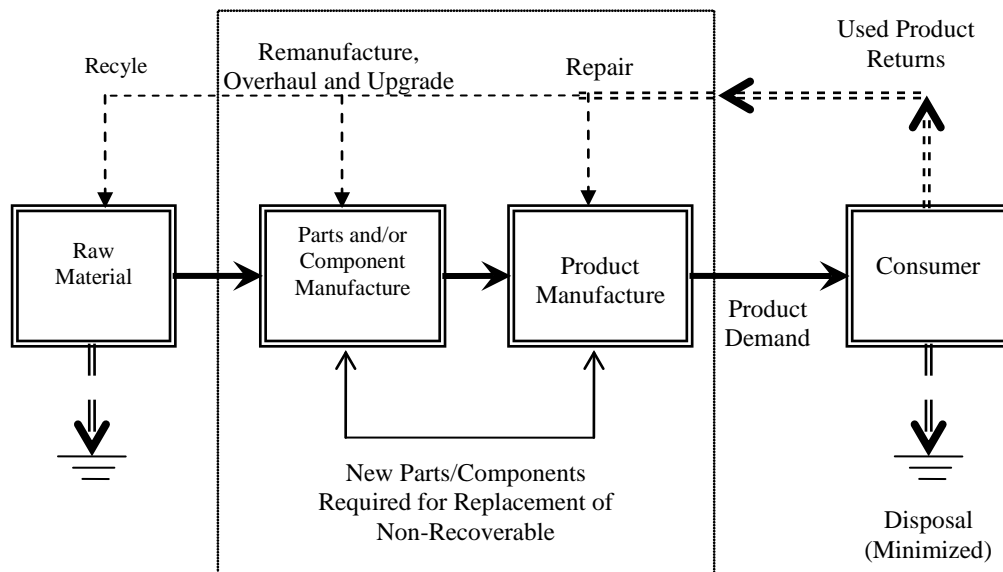 Used Product
Returns
Remanufacture,
Overhaul and Upgrade
Recyle
Repair
Raw
Material
Parts and/or
Component
Manufacture
Product
Manufacture
Consumer
Product
Demand
New Parts/Components
Required for Replacement of
Non-Recoverable
Disposal
(Minimized)